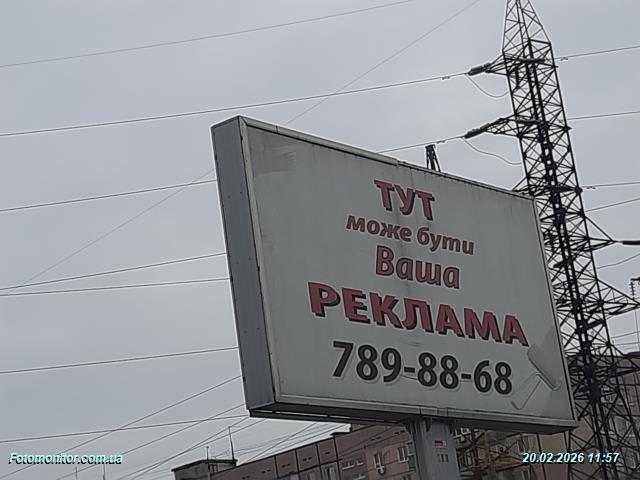 ТУТ
може бути
Ваша
РЕКЛАМА
789-88-68
Fotomonitor.com.ua
20.02.2026 11:57